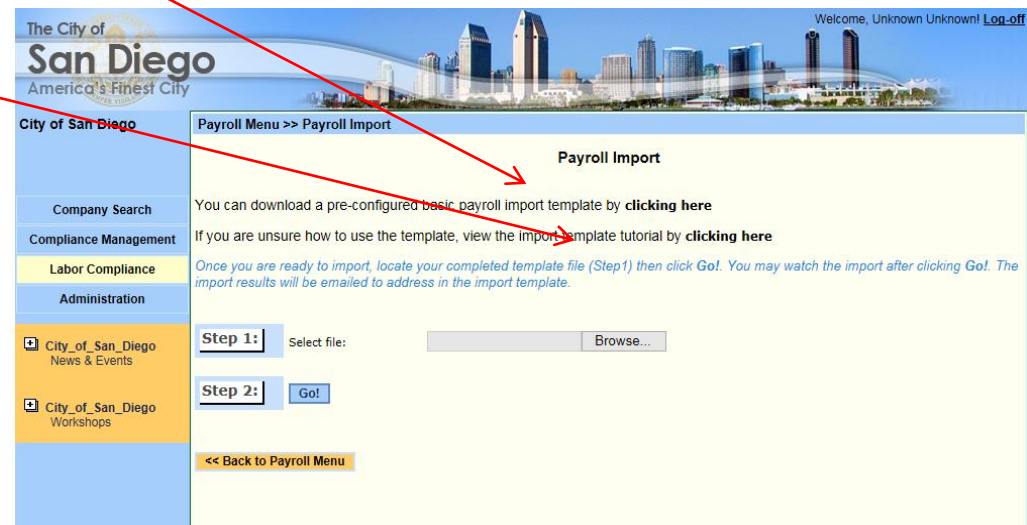 The City of
San Diego
America's Finest City
Welcome, Unknown Unknown! Log-off
City of San Diego
Payroll Menu >> Payroll Import
Payroll Import
Company Search
Compliance Management
Labor Compliance
Administration
City_of_San_Diego
News & Events
City_of_San_Diego
Workshops
You can download a pre-configured basic payroll import template by clicking here
If you are unsure how to use the template, view the import template tutorial by clicking here
Once you are ready to import, locate your completed template file (Step1) then click Go!. You may watch the import after clicking Go!. The
import results will be emailed to address in the import template.
Step 1: Select file: Browse...
Step 2: Go!
<< Back to Payroll Menu